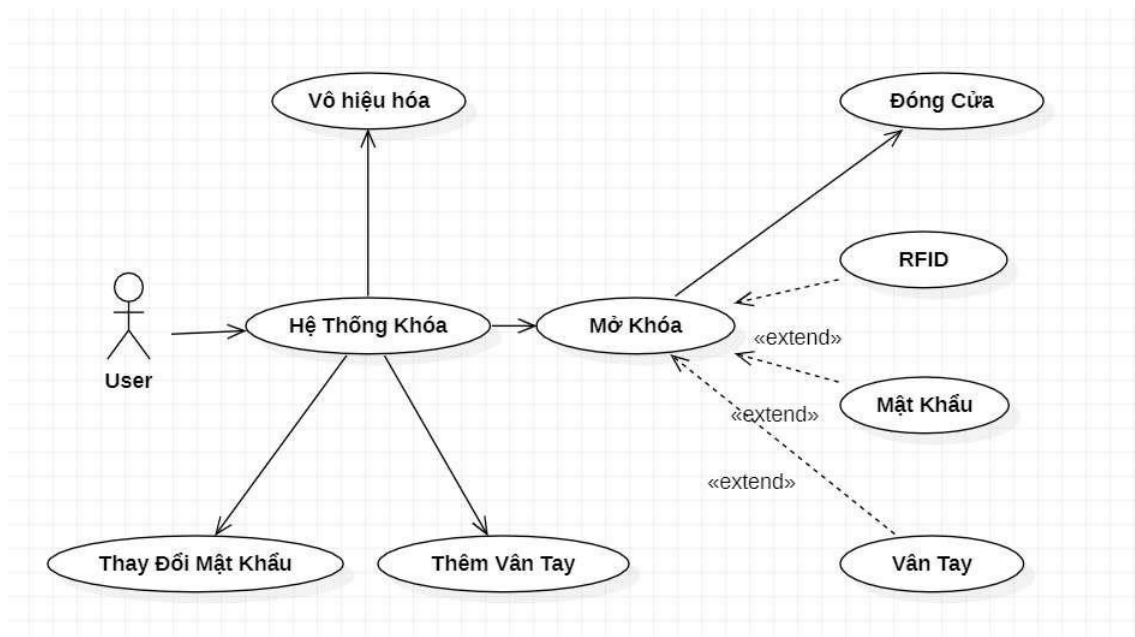 Vô hiệu hóa
Đóng Cửa
RFID
Hệ Thống Khóa
Mở Khóa
«extend»
User
Mật Khẩu
«extend»
«extend»
Thay Đổi Mật Khẩu
Thêm Vân Tay
Vân Tay